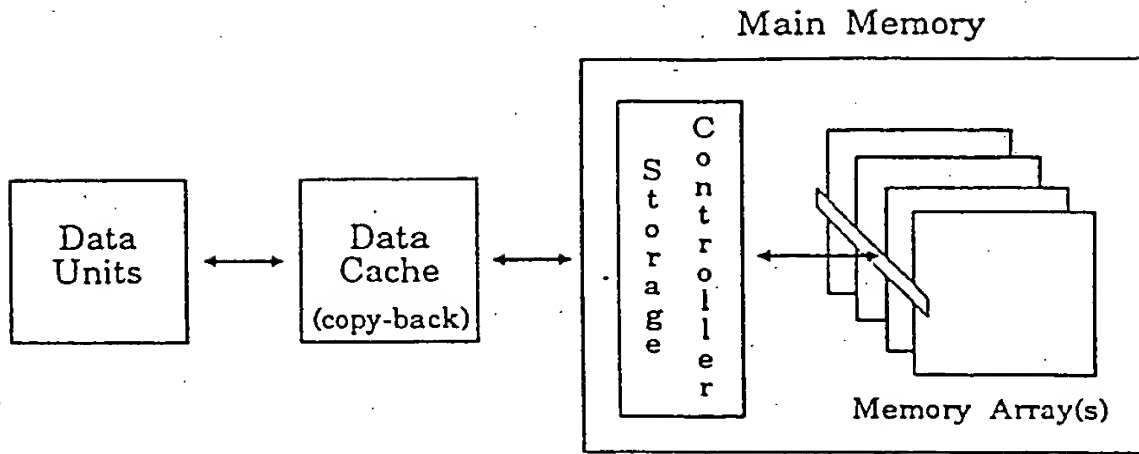 Main Memory
Data
Units
Data
Cache
(copy-back)
Storage
Controller
Memory Array(s)